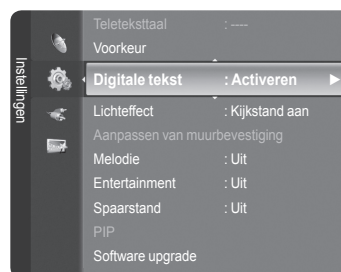 Instellingen
Teleteksttaal : ----
Voorkeur
Digitale tekst : Activeren
Lichteffect : Kijkstand aan
Aanpassen van muurbevestiging
Melodie : Uit
Entertainment : Uit
Spaarstand : Uit
PIP
Software upgrade